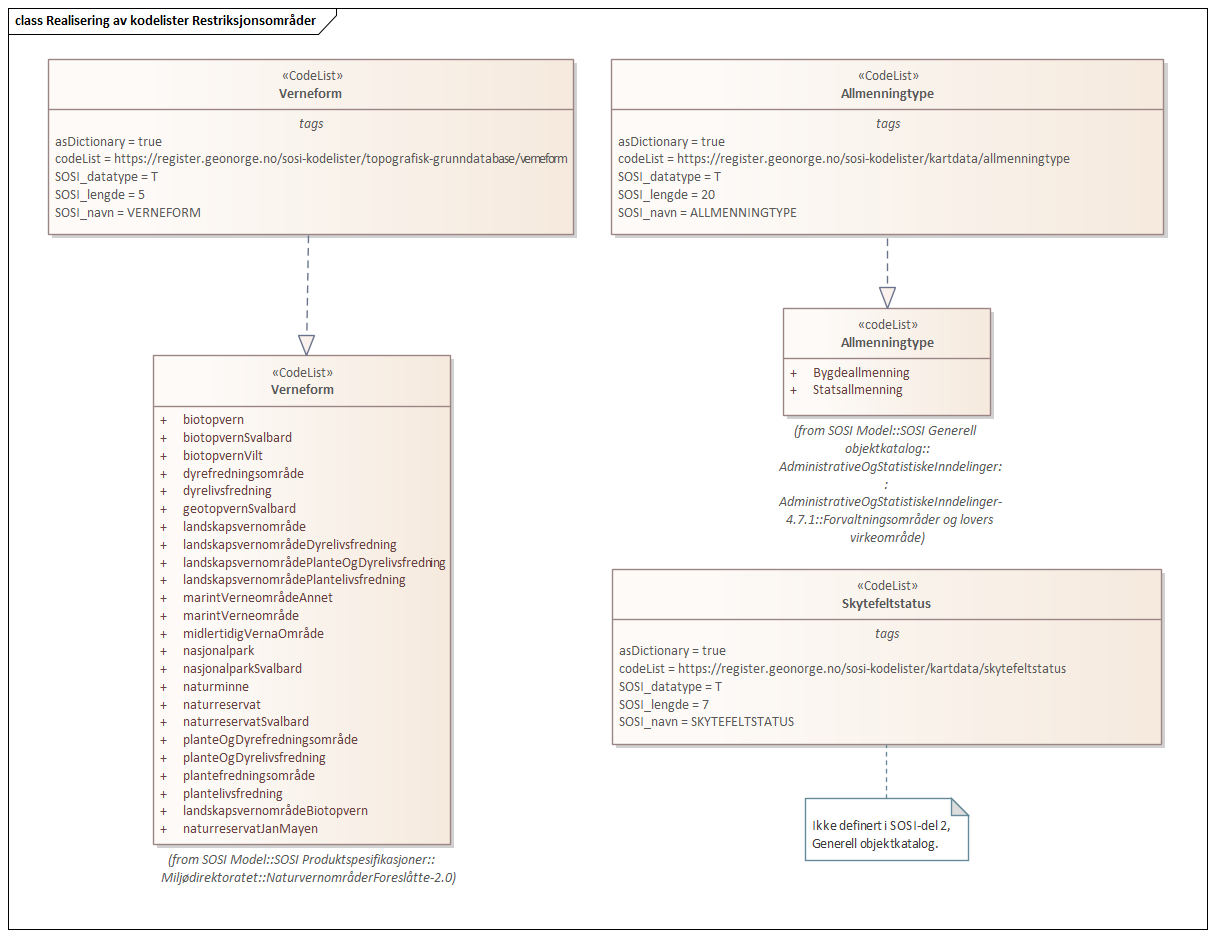 class Realisering av kodelister Restriksjonsområder
«CodeList»
Verneform
tags
asDictionary = true
codeList = https://register.geonorge.no/sosi-kodelister/topografisk-grunndatabase/verneform
SOSI_datatype = T
SOSI_lengde = 5
SOSI_navn = VERNEFORM
«CodeList»
Allmenningtype
tags
asDictionary = true
codeList = https://register.geonorge.no/sosi-kodelister/kartdata/allmenningtype
SOSI_datatype = T
SOSI_lengde = 20
SOSI_navn = ALLMENNINGTYPE
«CodeList»
Verneform
+ biotopvern
+ biotopvernSvalbard
+ biotopvernVilt
+ dyrefredningsområde
+ dyrelivsfredning
+ geotopvernSvalbard
+ landskapsvernområde
+ landskapsvernområdeDyrelivsfredning
+ landskapsvernområdePlanteOgDyrelivsfredning
+ landskapsvernområdePlantelivsfredning
+ marintVerneområdeAnnet
+ marintVerneområde
+ midlertidigVernaOmråde
+ nasjonalpark
+ nasjonalparkSvalbard
+ naturminne
+ naturreservat
+ naturreservatSvalbard
+ planteOgDyrefredningsområde
+ planteOgDyrelivsfredning
+ plantefredningsområde
+ plantelivsfredning
+ landskapsvernområdeBiotopvern
+ naturreservatJanMayen
(from SOSI Model::SOSI Produktspesifikasjoner::
Miljødirektoratet::NaturvernområderForeslåtte-2.0)
«codeList»
Allmenningtype
+ Bygdeallmenning
+ Statsallmenning
(from SOSI Model::SOSI Generell
objektkatalog::
AdministrativeOgStatistiskeInndelinger:
:
AdministrativeOgStatistiskeInndelinger-
4.7.1::Forvaltningsområder og lovers
virkeområde)
«CodeList»
Skytefeltstatus
tags
asDictionary = true
codeList = https://register.geonorge.no/sosi-kodelister/kartdata/skytefeltstatus
SOSI_datatype = T
SOSI_lengde = 7
SOSI_navn = SKYTEFELTSTATUS
Ikke definert i SOSI-del 2,
Generell objektkatalog.